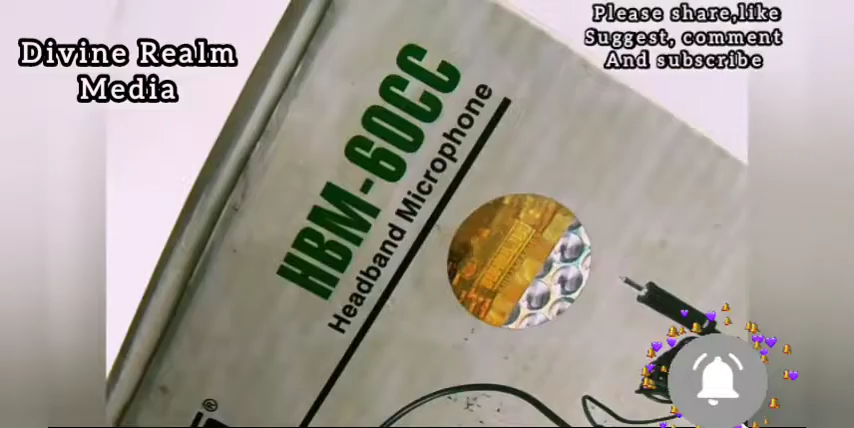 Divine Realm
Media
Please share,like
Suggest, comment
And subscribe
HBM-60CC
Headband Microphone
®